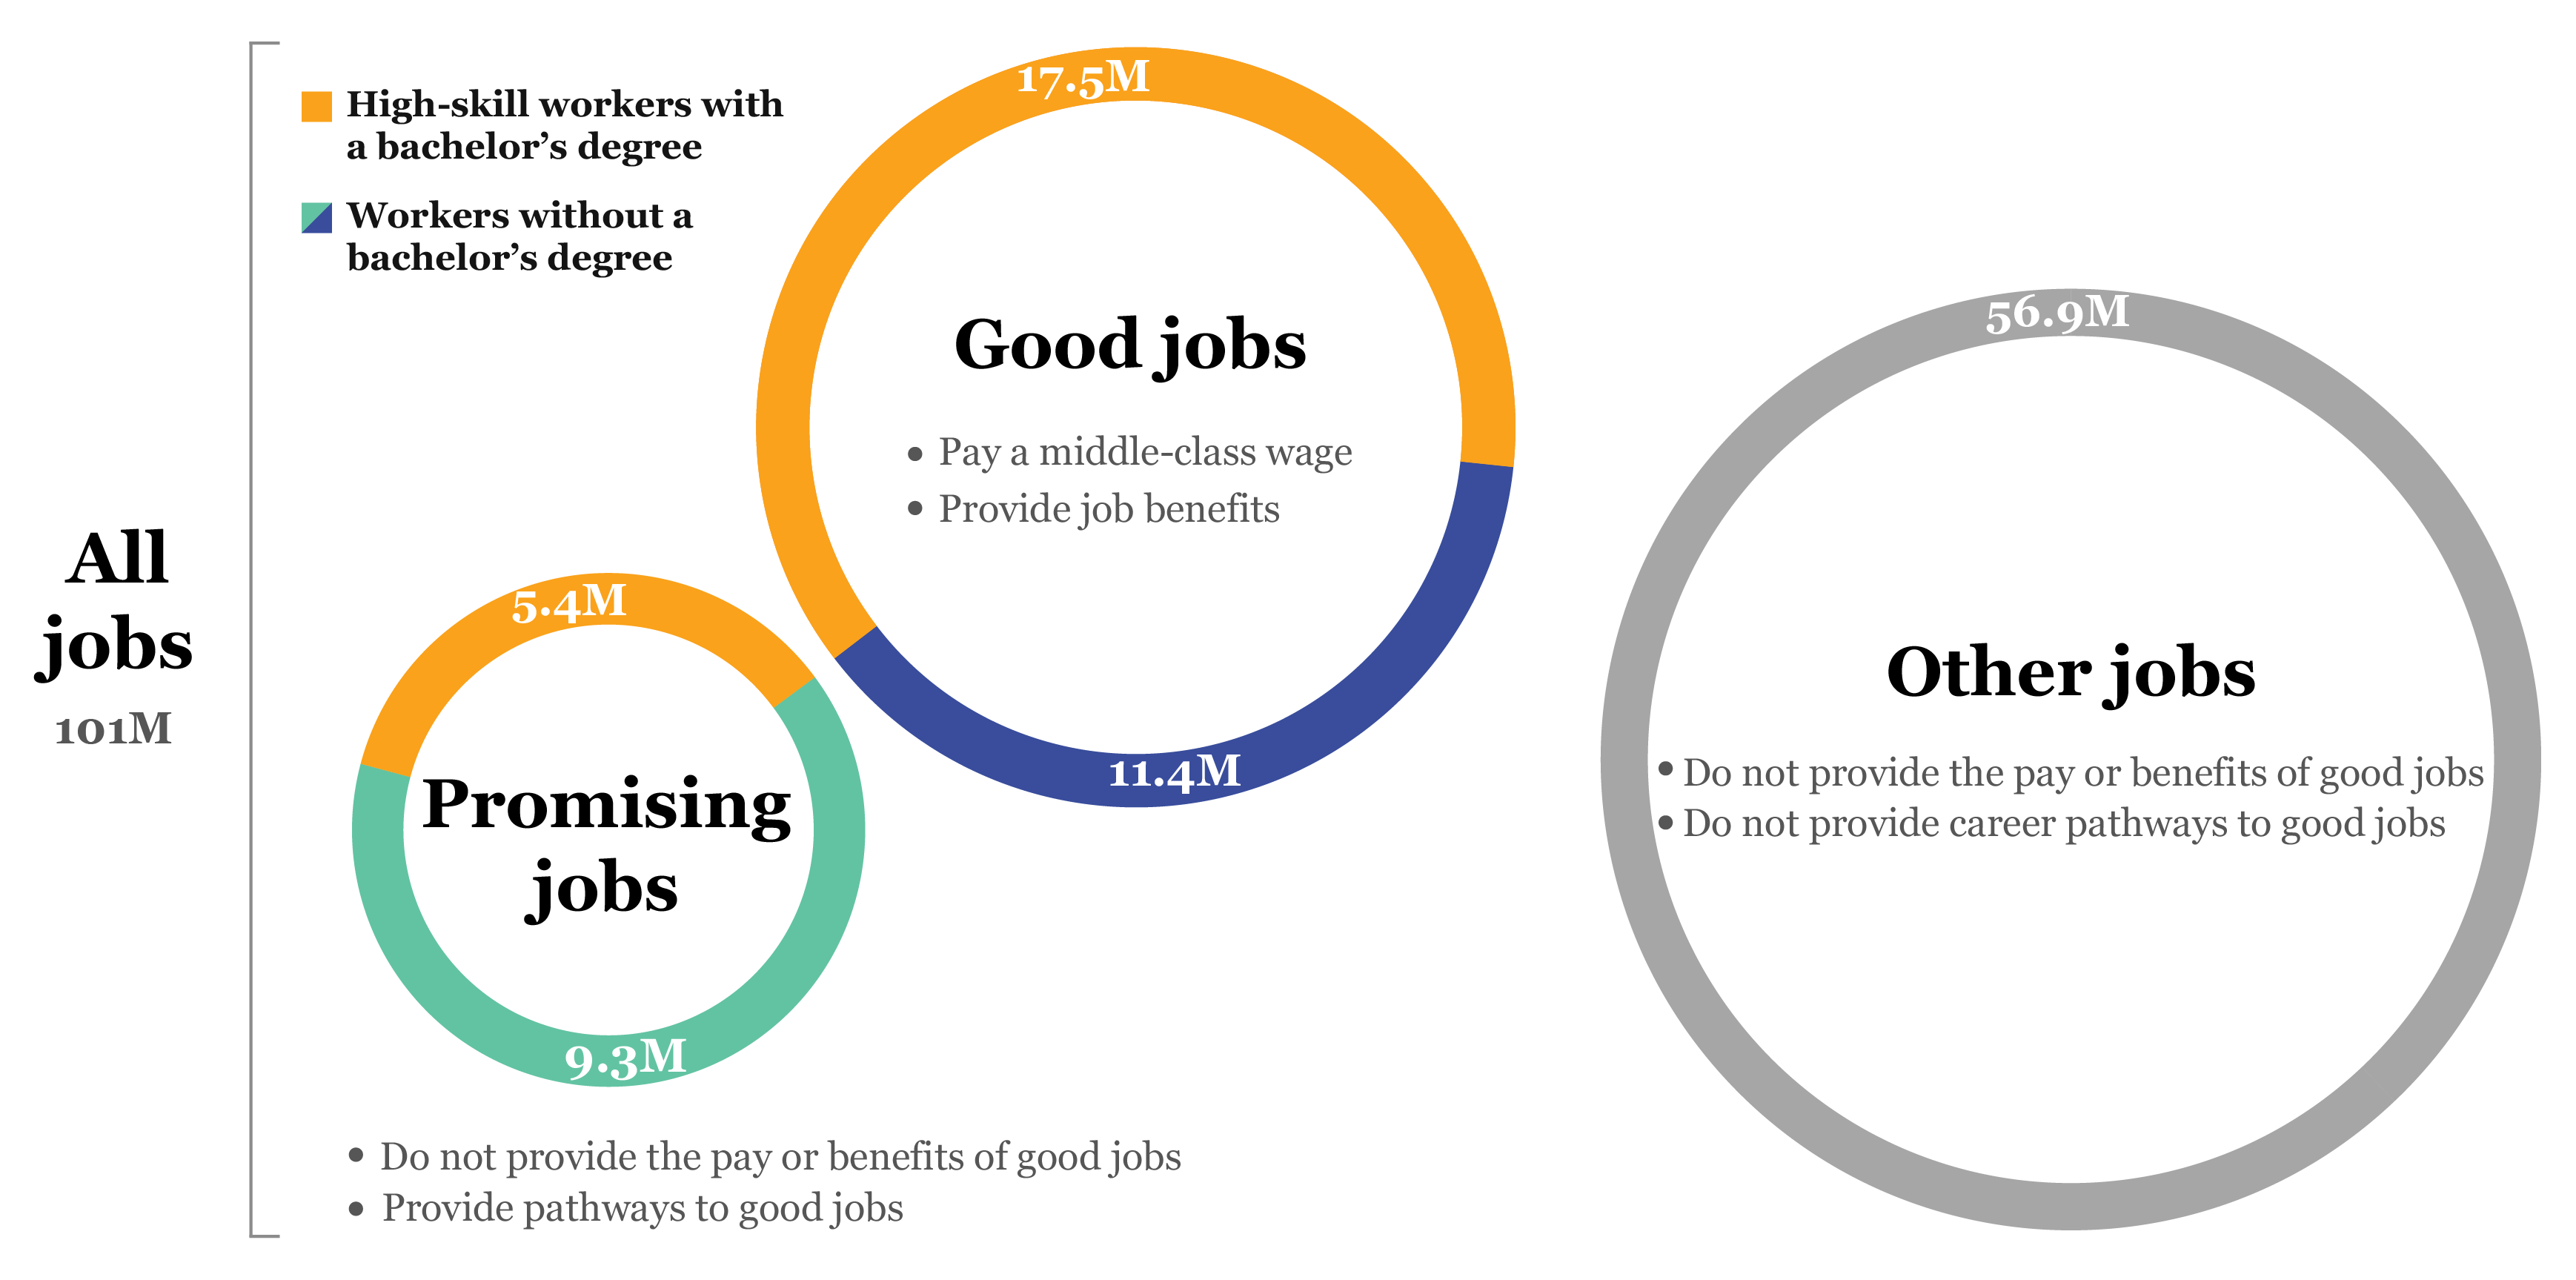 All
jobs
101M
High-skill workers with
a bachelor’s degree
Workers without a
bachelor’s degree
17.5M
Good jobs
• Pay a middle-class wage
• Provide job benefits
11.4M
5.4M
Promising
jobs
9.3M
• Do not provide the pay or benefits of good jobs
• Provide pathways to good jobs
56.9M
Other jobs
• Do not provide the pay or benefits of good jobs
• Do not provide career pathways to good jobs